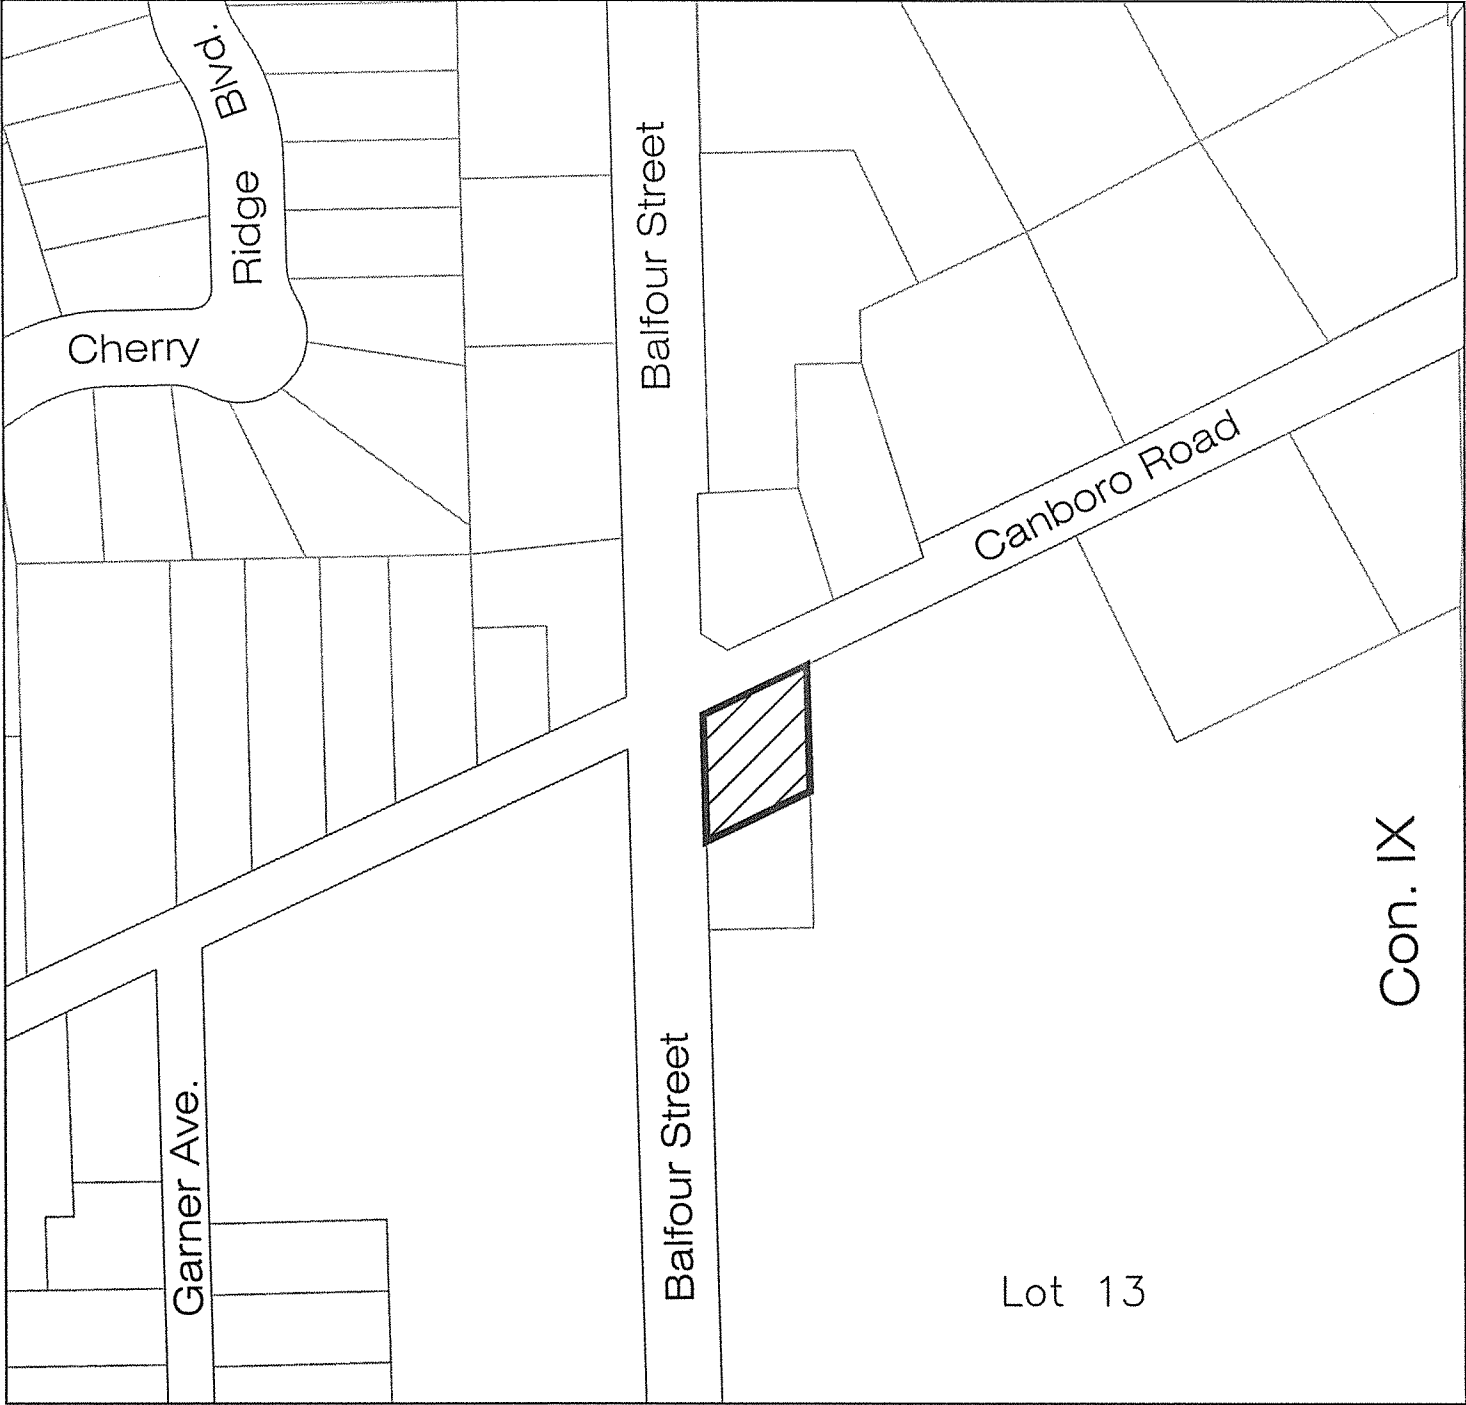 Blvd.
Ridge
Cherry
Balfour Street
Canboro Road
Con. IX
Garner Ave.
Balfour Street
Lot 13